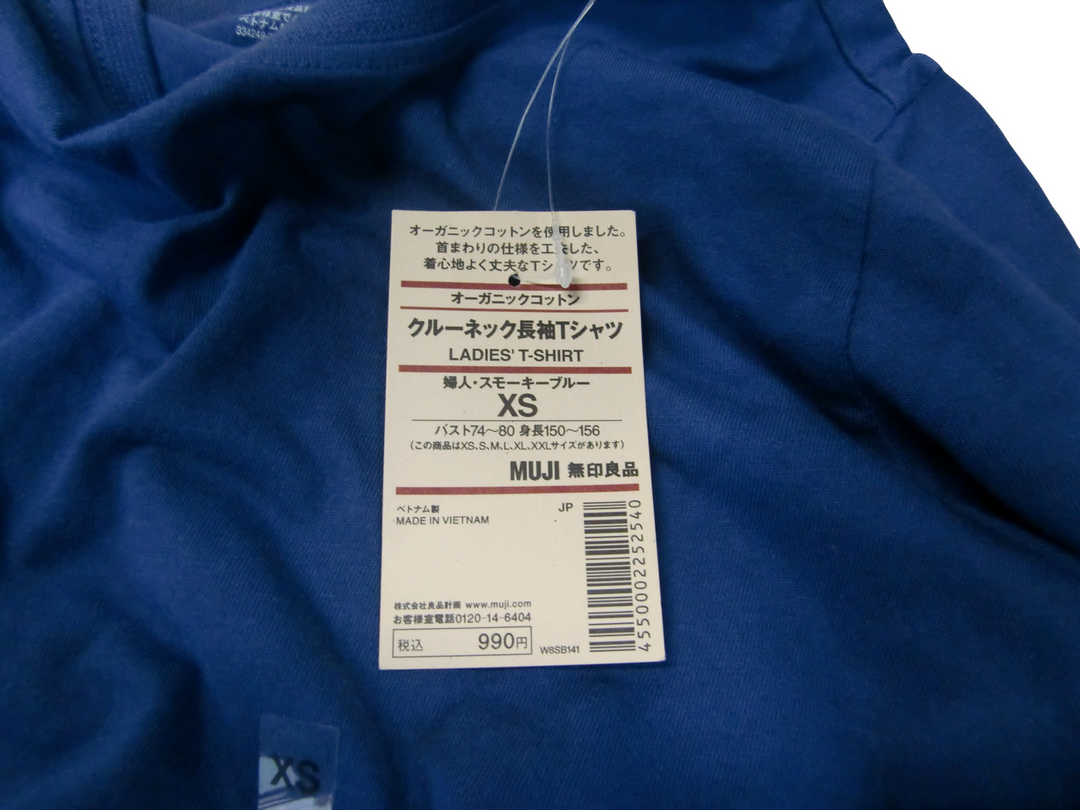 ベトナム製
334249-
オーガニックコットンを使用しました。
首まわりの仕様を工夫した、
着心地よく丈夫なTシャツです。
オーガニックコットン
クルーネック長袖Tシャツ
LADIES' T-SHIRT
婦人・スモーキーブルー
XS
バスト74〜80 身長150〜156
(この商品はXS、S、M、L、XL、XXLサイズがあります)
MUJI 無印良品
ベトナム製
MADE IN VIETNAM
JP
4550002252540
株式会社良品計画 www.muji.com
お客様室電話0120-14-6404
税込 990円
W8SB141
XS